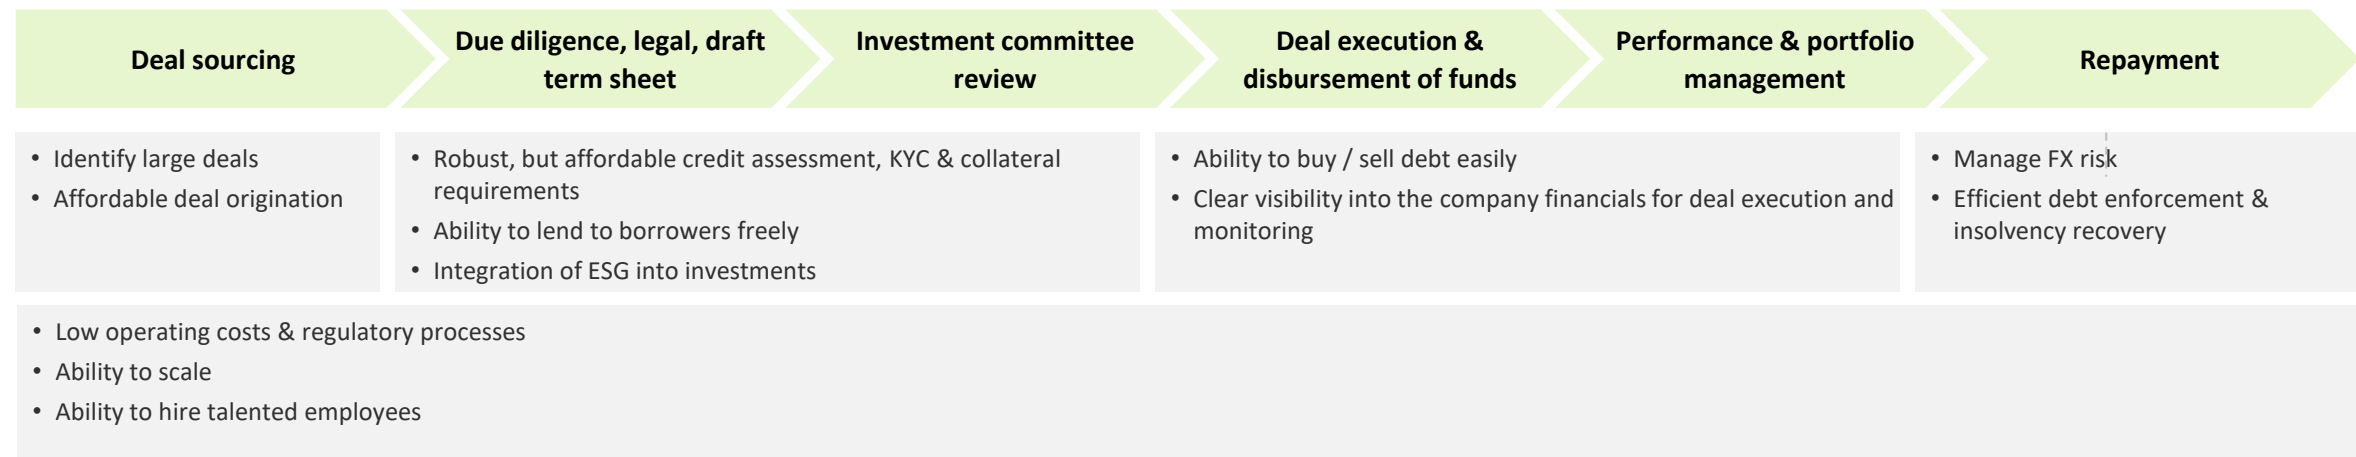 Deal sourcing
Due diligence, legal, draft
term sheet
Investment committee
review
Deal execution &
disbursement of funds
Performance & portfolio
management
Repayment
• Identify large deals
• Affordable deal origination
• Robust, but affordable credit assessment, KYC & collateral
requirements
• Ability to lend to borrowers freely
• Integration of ESG into investments
• Ability to buy / sell debt easily
• Clear visibility into the company financials for deal execution and
monitoring
• Manage FX risk
• Efficient debt enforcement &
insolvency recovery
• Low operating costs & regulatory processes
• Ability to scale
• Ability to hire talented employees